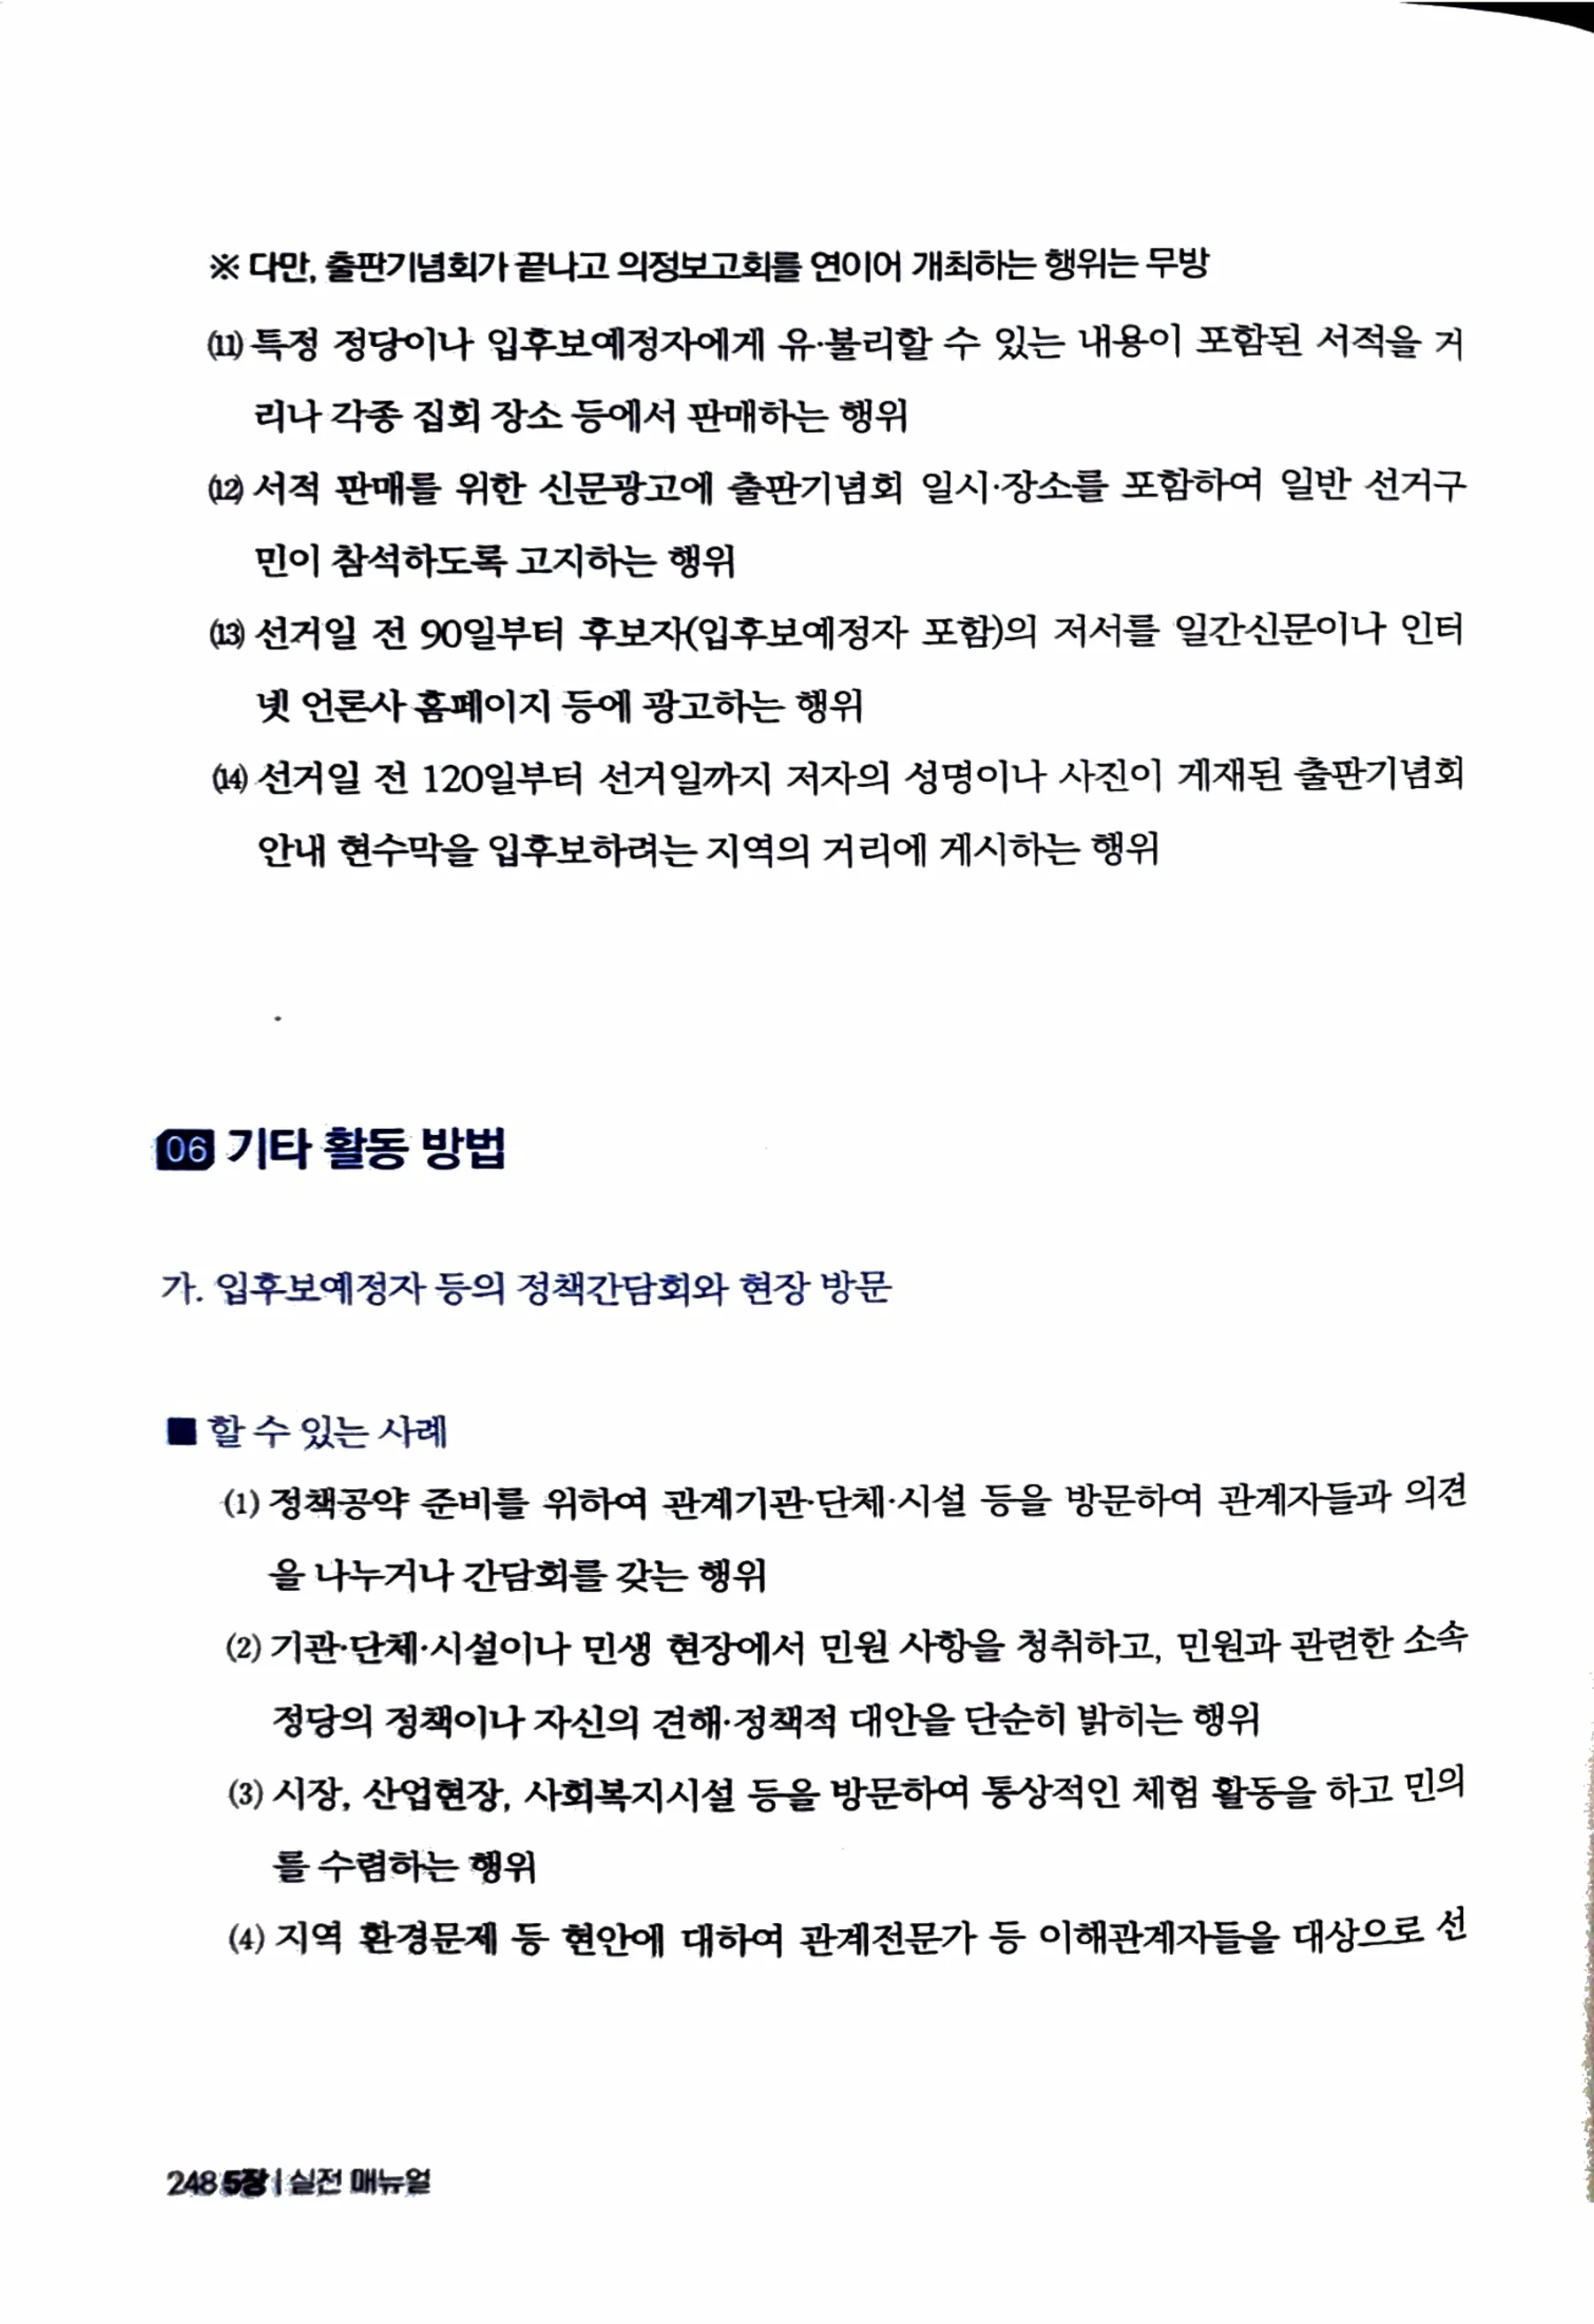 ※ 다만, 출판기념회가 끝나고 의정보고회를 연이어 개최하는 행위는 무방
⑾ 특정 정당이나 입후보예정자에게 유·불리할 수 있는 내용이 포함된 서적을 거
리나 각종 집회 장소 등에서 판매하는 행위
⑿ 서적 판매를 위한 신문광고에 출판기념회 일시·장소를 포함하여 일반 선거구
민이 참석하도록 고지하는 행위
⒀ 선거일 전 90일부터 후보자(입후보예정자 포함)의 저서를 일간신문이나 인터
넷 언론사 홈페이지 등에 광고하는 행위
⒁ 선거일 전 120일부터 선거일까지 저자의 성명이나 사진이 게재된 출판기념회
안내 현수막을 입후보하려는 지역의 거리에 게시하는 행위
06 기타 활동 방법
가. 입후보예정자 등의 정책간담회와 현장 방문
■ 할 수 있는 사례
⑴ 정책공약 준비를 위하여 관계기관·단체·시설 등을 방문하여 관계자들과 의견
을 나누거나 간담회를 갖는 행위
⑵ 기관·단체·시설이나 민생 현장에서 민원 사항을 청취하고, 민원과 관련한 소속
정당의 정책이나 자신의 견해·정책적 대안을 단순히 밝히는 행위
⑶ 시장, 산업현장, 사회복지시설 등을 방문하여 통상적인 체험 활동을 하고 민의
를 수렴하는 행위
⑷ 지역 환경문제 등 현안에 대하여 관계전문가 등 이해관계자들을 대상으로 선
248 5장 | 실전 매뉴얼